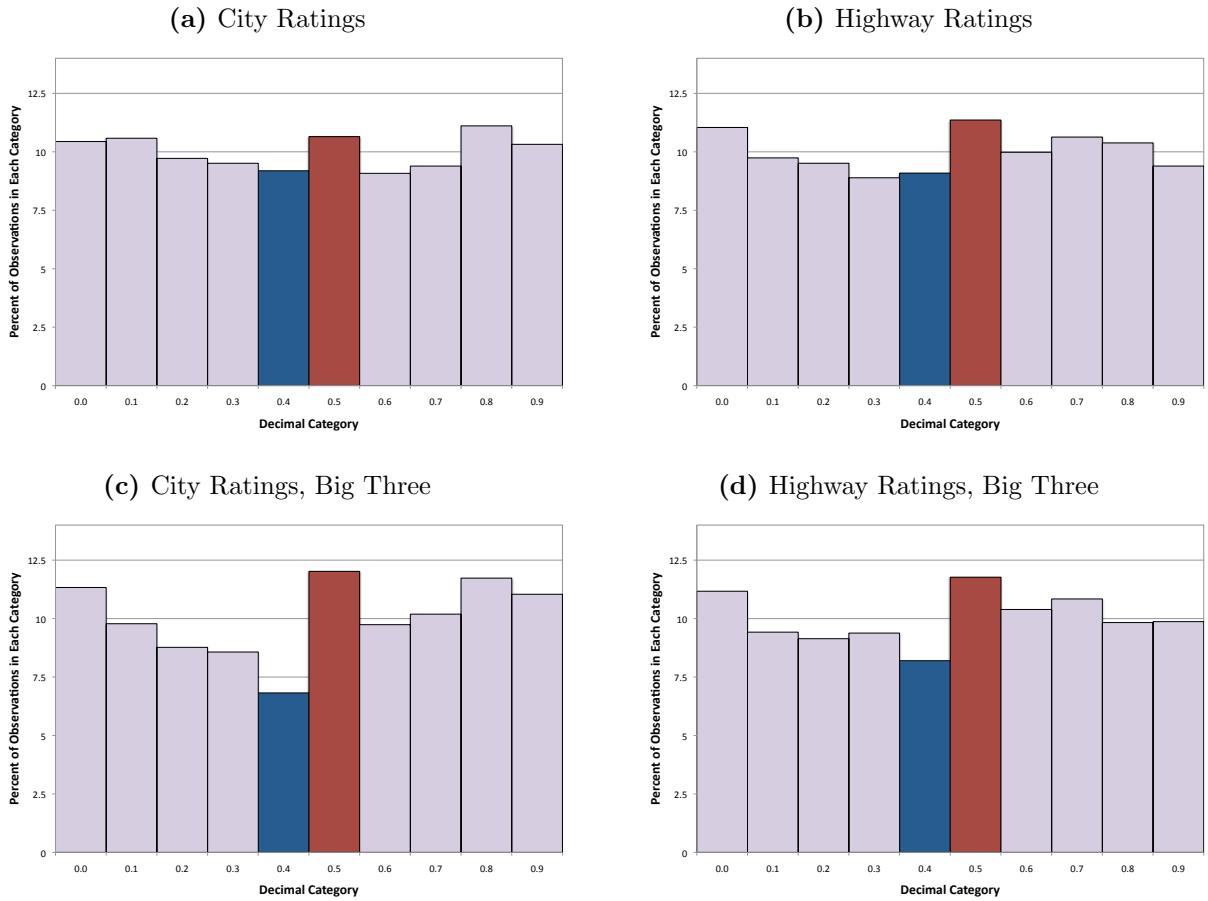 (a) City Ratings
Percent of Observations in Each Category
12.5
10
7.5
5
2.5
0
0.0 0.1 0.2 0.3 0.4 0.5 0.6 0.7 0.8 0.9
Decimal Category
(b) Highway Ratings
Percent of Observations in Each Category
12.5
10
7.5
5
2.5
0
0.0 0.1 0.2 0.3 0.4 0.5 0.6 0.7 0.8 0.9
Decimal Category
(c) City Ratings, Big Three
Percent of Observations in Each Category
12.5
10
7.5
5
2.5
0
0.0 0.1 0.2 0.3 0.4 0.5 0.6 0.7 0.8 0.9
Decimal Category
(d) Highway Ratings, Big Three
Percent of Observations in Each Category
12.5
10
7.5
5
2.5
0
0.0 0.1 0.2 0.3 0.4 0.5 0.6 0.7 0.8 0.9
Decimal Category